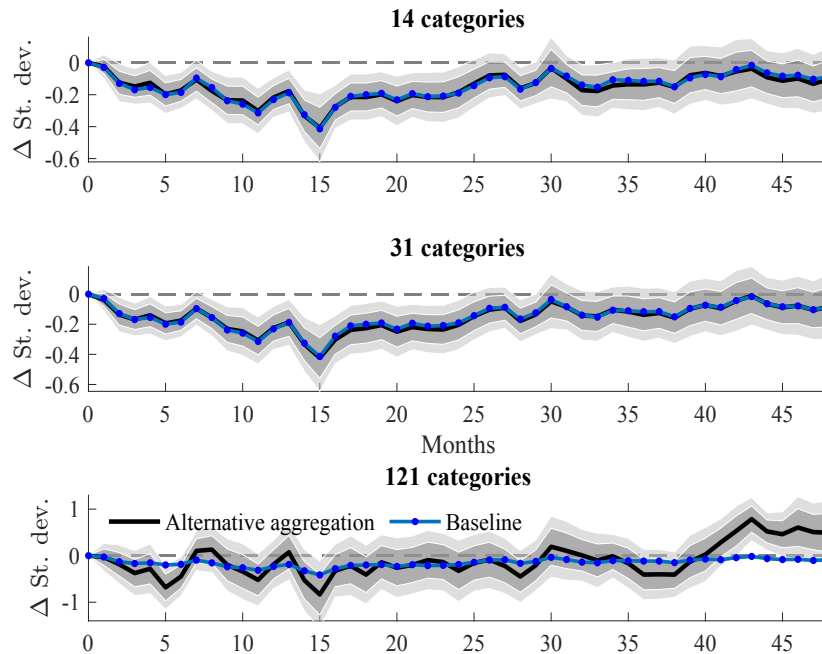 14 categories
Δ St. dev.
0
-0.2
-0.4
-0.6
0 5 10 15 20 25 30 35 40 45
31 categories
Δ St. dev.
0
-0.2
-0.4
-0.6
0 5 10 15 20 25 30 35 40 45
Months
121 categories
Δ St. dev.
1
0
-1
Alternative aggregation Baseline
0 5 10 15 20 25 30 35 40 45